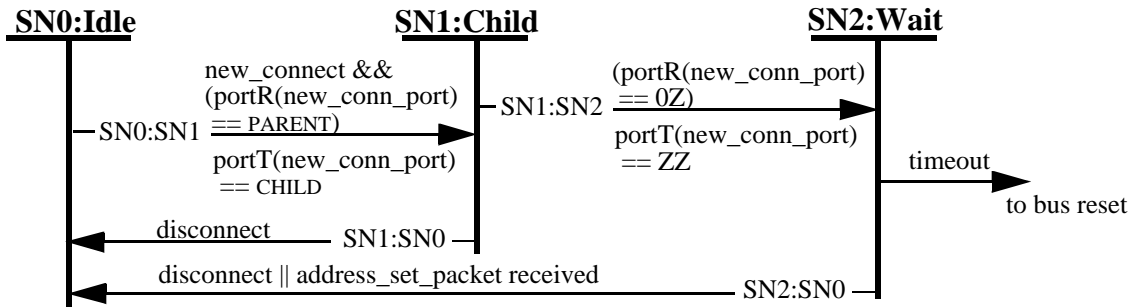 SN0:Idle
SN1:Child
SN2:Wait
new_connect &&
(portR(new_conn_port)
== PARENT)
SN0:SN1
portT(new_conn_port)
== CHILD
(portR(new_conn_port)
== 0Z)
SN1:SN2
portT(new_conn_port)
== ZZ
timeout
to bus reset
disconnect
SN1:SN0
disconnect || address_set_packet received
SN2:SN0